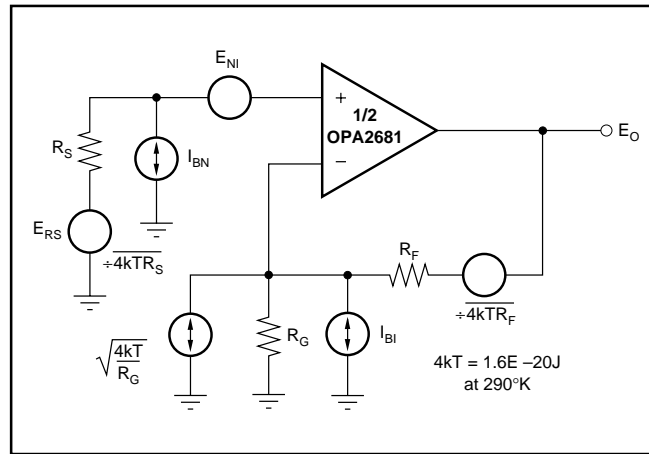 E_NI
+
1/2
OPA2681
−
E_O
R_S
I_BN
E_RS
÷4kTR_S
R_F
÷4kTR_F
√4kT/R_G
R_G
I_BI
4kT = 1.6E –20J
at 290°K